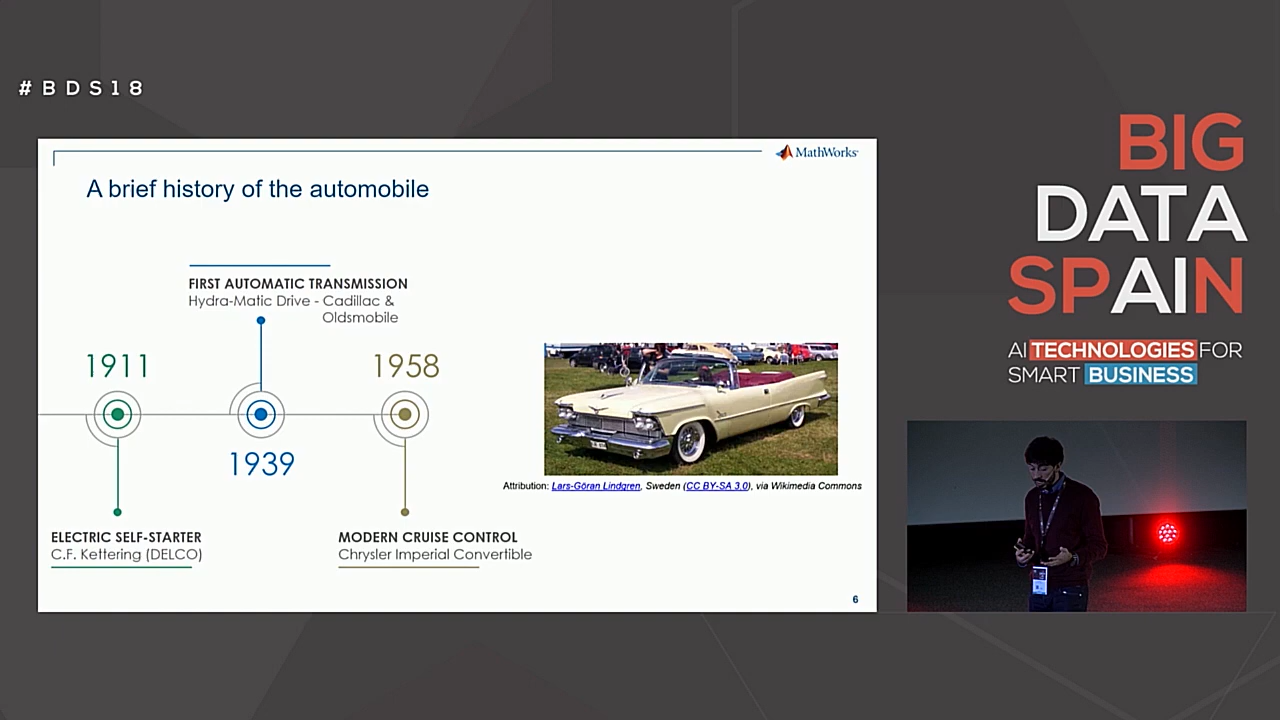 #BDS18
MathWorks
A brief history of the automobile
FIRST AUTOMATIC TRANSMISSION
Hydra-Matic Drive - Cadillac &
Oldsmobile
1911
1958
1939
Attribution: Lars-Göran Lindgren, Sweden (CC BY-SA 3.0), via Wikimedia Commons
ELECTRIC SELF-STARTER
C.F. Kettering (DELCO)
MODERN CRUISE CONTROL
Chrysler Imperial Convertible
6
BIG
DATA
SPAIN
AI TECHNOLOGIES FOR
SMART BUSINESS